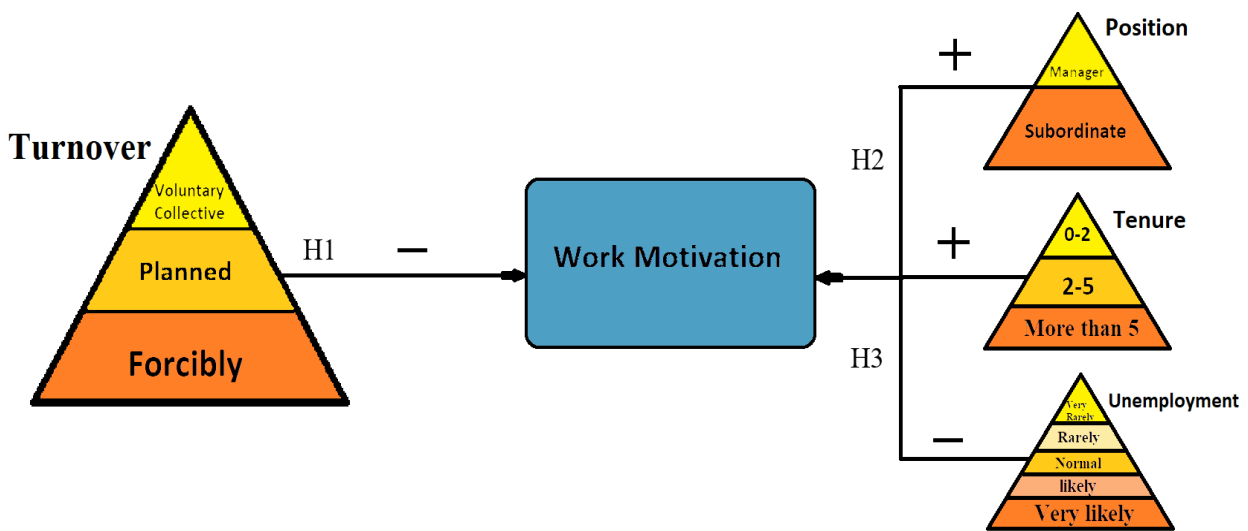 Turnover
Voluntary
Collective
Planned
Forcibly
H1
−
Work Motivation
H2
H3
+
Position
Manager
Subordinate
+
Tenure
0-2
2-5
More than 5
−
Unemployment
Very
Rarely
Rarely
Normal
likely
Very likely